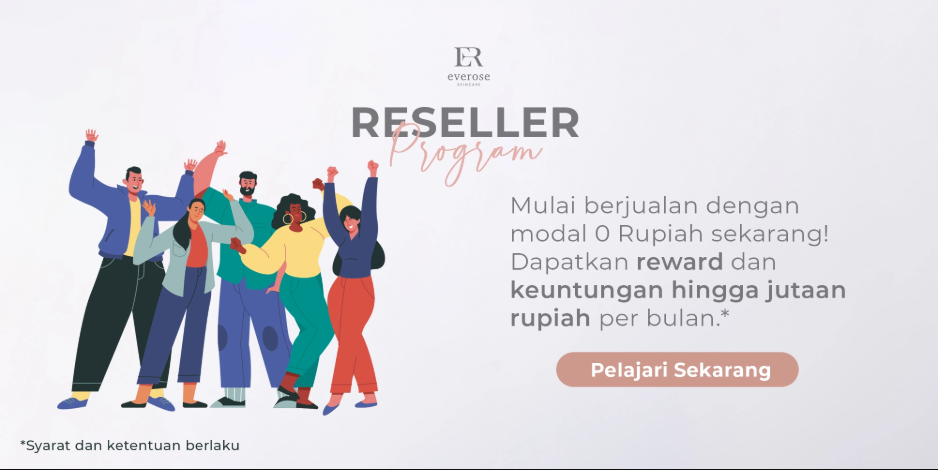 ER
everose
SKINCARE
RESELLER
Program
Mulai berjualan dengan
modal 0 Rupiah sekarang!
Dapatkan reward dan
keuntungan hingga jutaan
rupiah per bulan.*
Pelajari Sekarang
*Syarat dan ketentuan berlaku